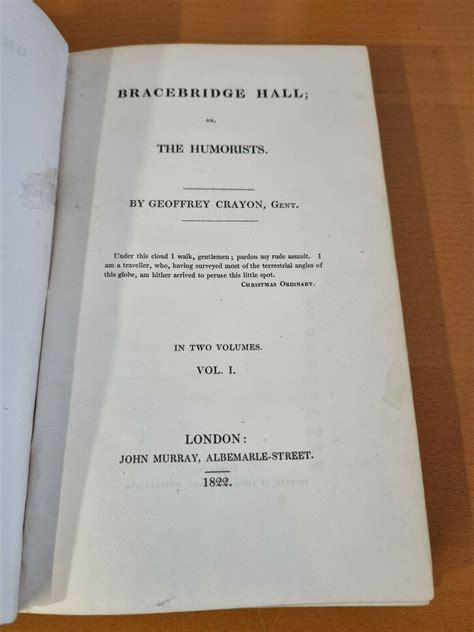 BRACEBRIDGE HALL;
OR,
THE HUMORISTS.
BY GEOFFREY CRAYON, GENT.
Under this cloud I walk, gentlemen; pardon my rude assault. I
am a traveller, who, having surveyed most of the terrestrial angles of
this globe, am hither arrived to peruse this little spot.
CHRISTMAS ORDINARY.
IN TWO VOLUMES.
VOL. I.
LONDON:
JOHN MURRAY, ALBEMARLE-STREET.
1822.